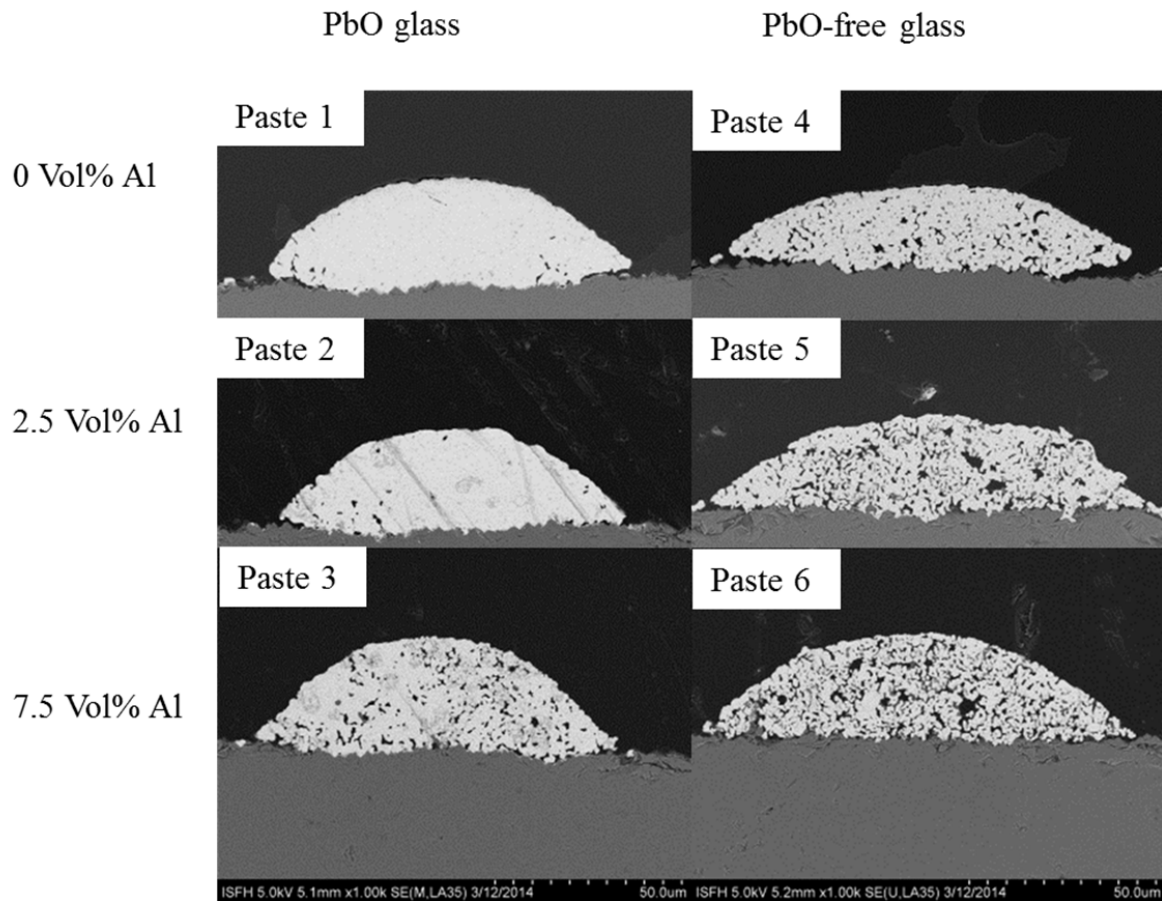 PbO glass PbO-free glass
Paste 1 Paste 4
0 Vol% Al
Paste 2 Paste 5
2.5 Vol% Al
Paste 3 Paste 6
7.5 Vol% Al
ISFH 5.0kV 5.1mm x1.00k SE(M,LA35) 3/12/2014 50.0um
ISFH 5.0kV 5.2mm x1.00k SE(U,LA35) 3/12/2014 50.0um